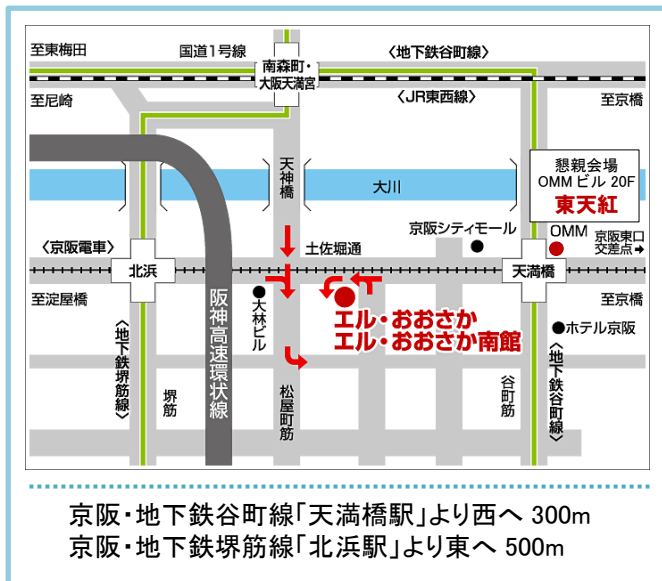 至東梅田
国道1号線
〈地下鉄谷町線〉
南森町・
大阪天満宮
至尼崎
〈JR東西線〉
至京橋
天神橋
大川
懇親会場
OMMビル 20F
東天紅
京阪シティモール
OMM
京阪東口
交差点➡
〈京阪電車〉
土佐堀通
北浜
天満橋
至淀屋橋
至京橋
大林ビル
エル・おおさか
エル・おおさか南館
ホテル京阪
阪神高速環状線
〈地下鉄堺筋線〉
堺筋
松屋町筋
谷町筋
〈地下鉄谷町線〉
京阪・地下鉄谷町線「天満橋駅」より西へ 300m
京阪・地下鉄堺筋線「北浜駅」より東へ 500m